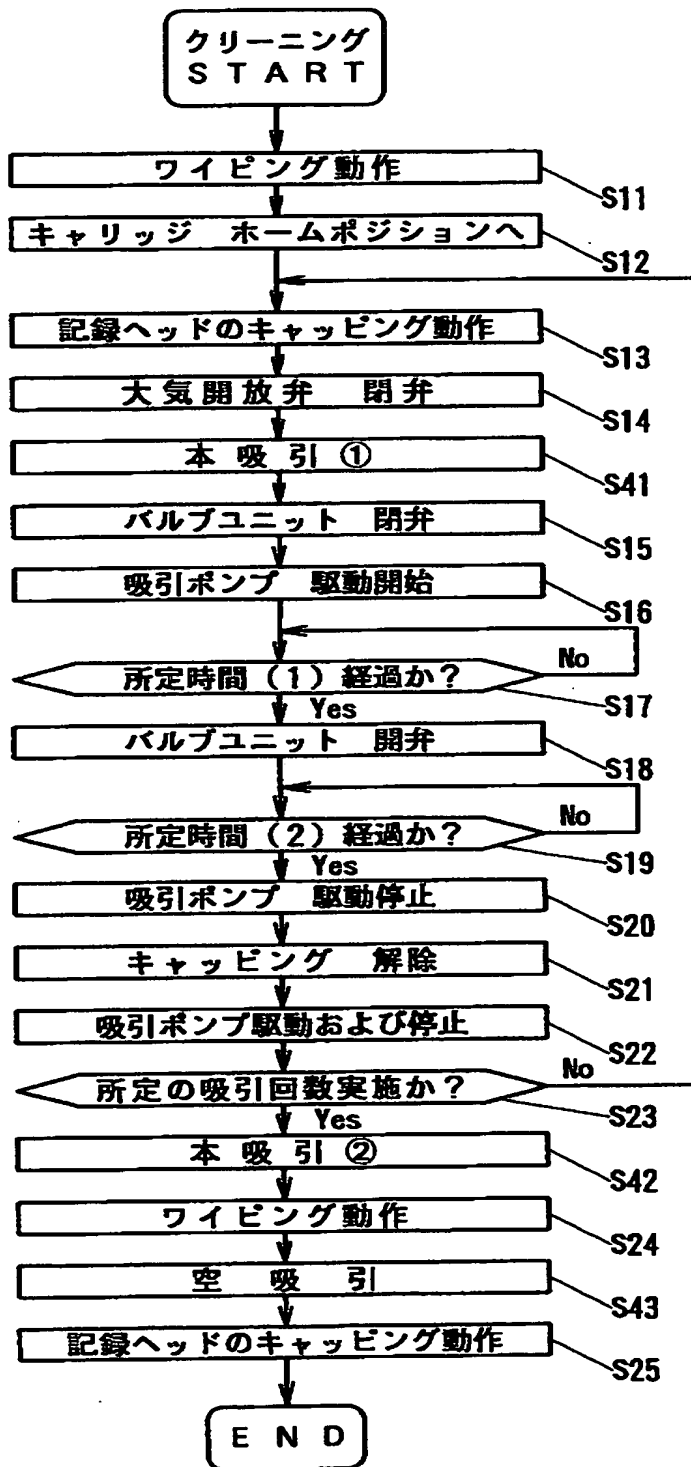 クリーニング
START
ワイピング動作
S11
キャリッジ ホームポジションへ
S12
記録ヘッドのキャッピング動作
S13
大気開放弁 閉弁
S14
本吸引①
S41
バルブユニット 閉弁
S15
吸引ポンプ 駆動開始
S16
所定時間(1)経過か?
No
S17
Yes
バルブユニット 開弁
S18
所定時間(2)経過か?
No
S19
Yes
吸引ポンプ 駆動停止
S20
キャッピング 解除
S21
吸引ポンプ駆動および停止
S22
所定の吸引回数実施か?
No
S23
Yes
本吸引②
S42
ワイピング動作
S24
空吸引
S43
記録ヘッドのキャッピング動作
S25
END